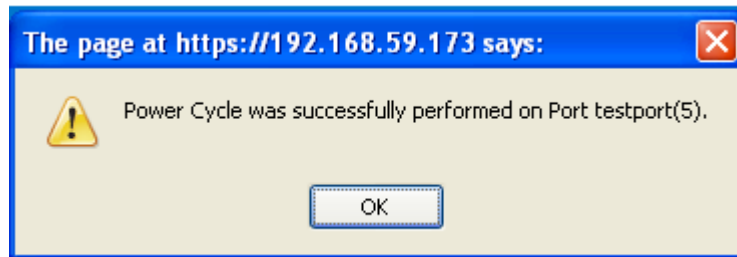 The page at https://192.168.59.173 says:
Power Cycle was successfully performed on Port testport(5).
OK